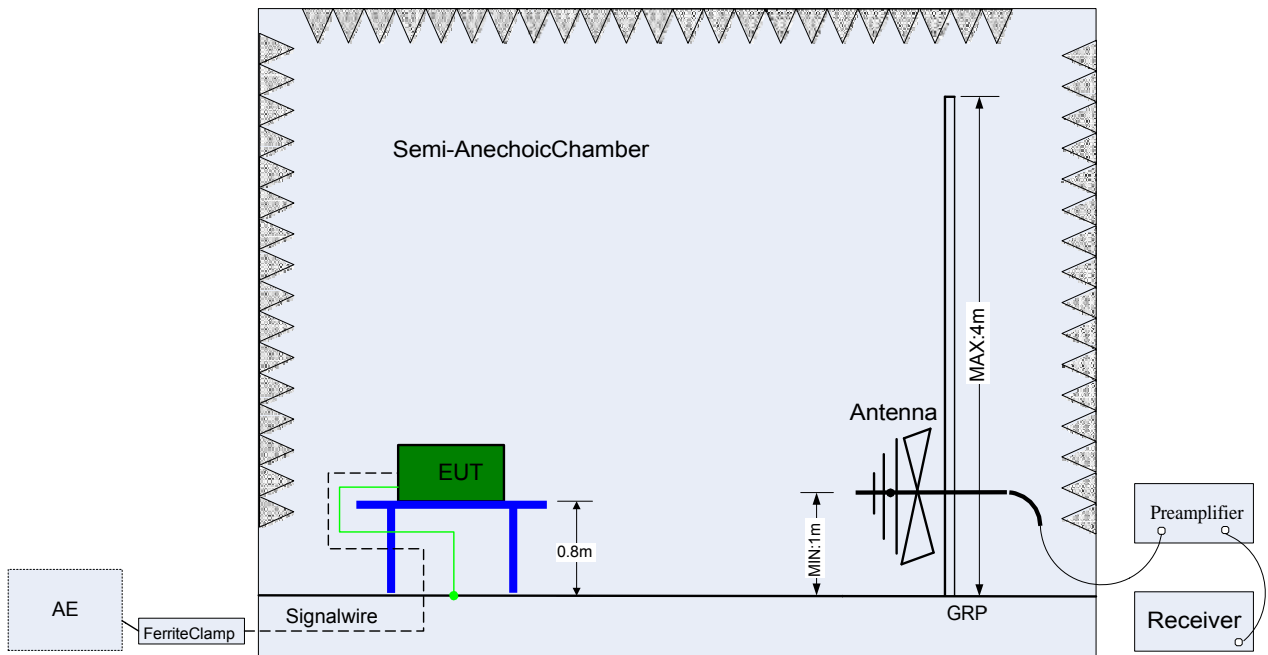 Semi-AnechoicChamber
MAX:4m
Antenna
EUT
Preamplifier
0.8m
MIN:1m
AE
Signalwire
GRP
Receiver
FerriteClamp